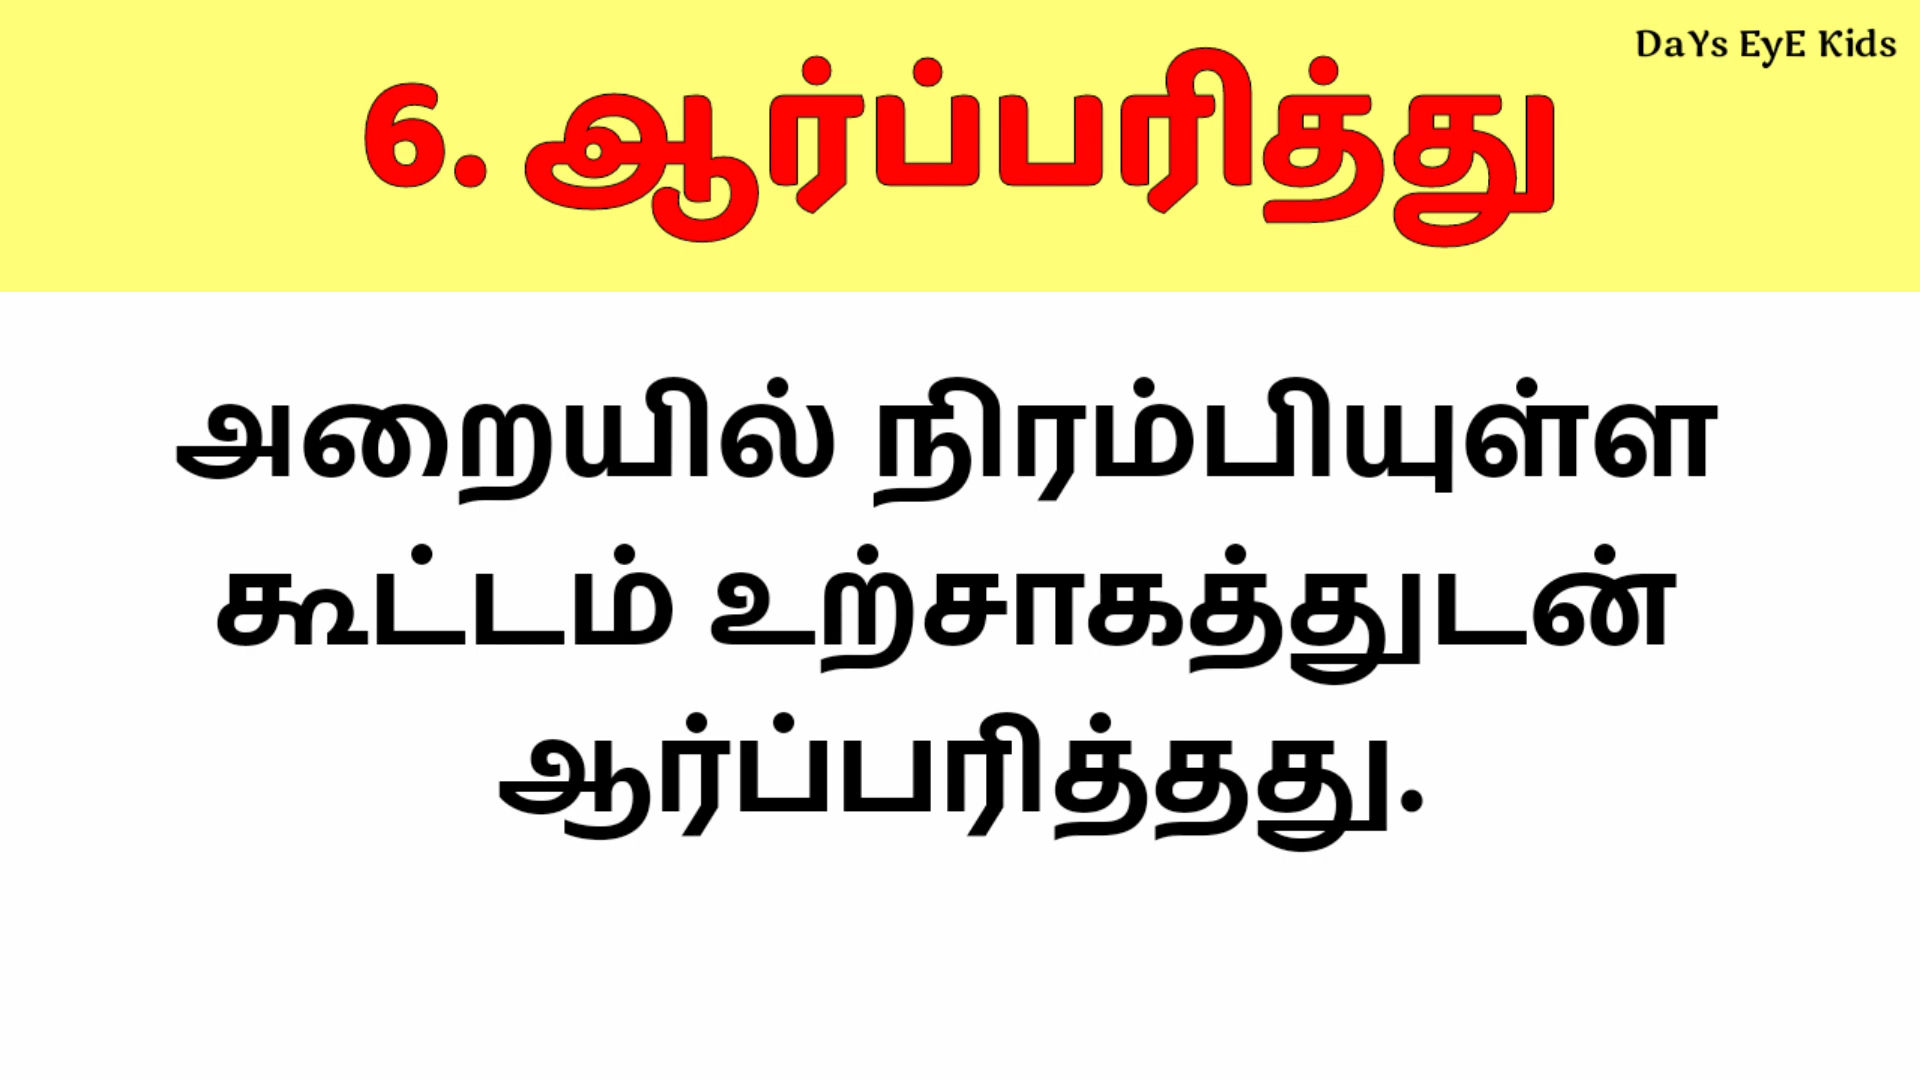 DaYs EyE Kids
6. ஆர்ப்பரித்து
அறையில் நிரம்பியுள்ள
கூட்டம் உற்சாகத்துடன்
ஆர்ப்பரித்தது.